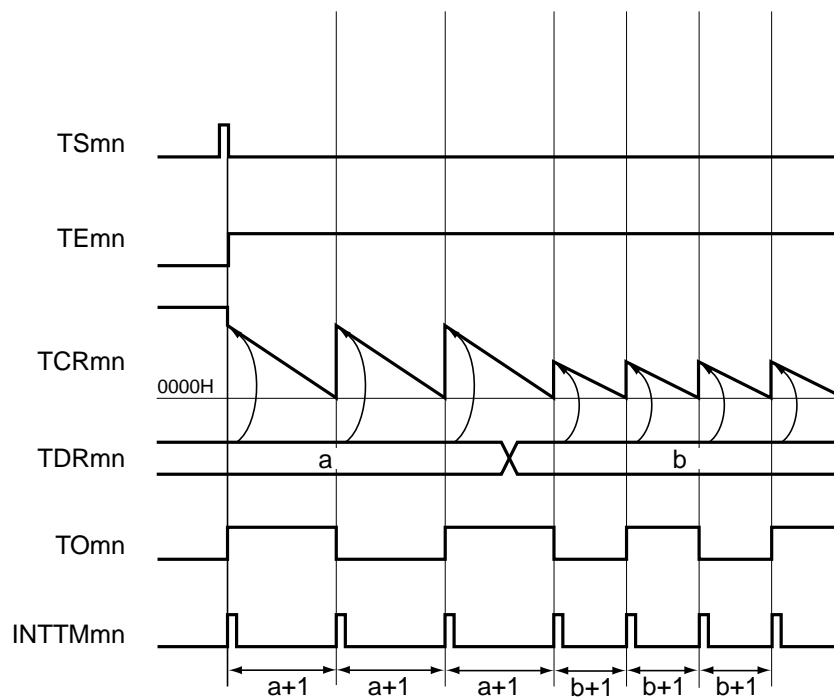 TSmn
TEmn
TCRmn
0000H
TDRmn
a
b
TOmn
INTTMmn
a+1
a+1
a+1
b+1
b+1
b+1